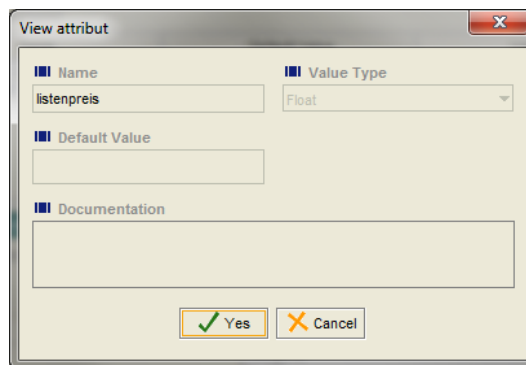 View attribut
Name
Value Type
listenpreis
Float
Default Value
Documentation
Yes
Cancel